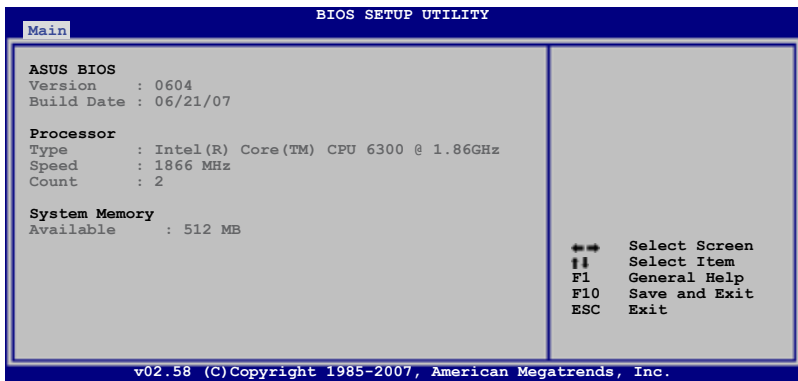 BIOS SETUP UTILITY
Main
ASUS BIOS
Version : 0604
Build Date : 06/21/07
Processor
Type : Intel(R) Core(TM) CPU 6300 @ 1.86GHz
Speed : 1866 MHz
Count : 2
System Memory
Available : 512 MB
←→ Select Screen
↑↓ Select Item
F1 General Help
F10 Save and Exit
ESC Exit
v02.58 (C)Copyright 1985-2007, American Megatrends, Inc.